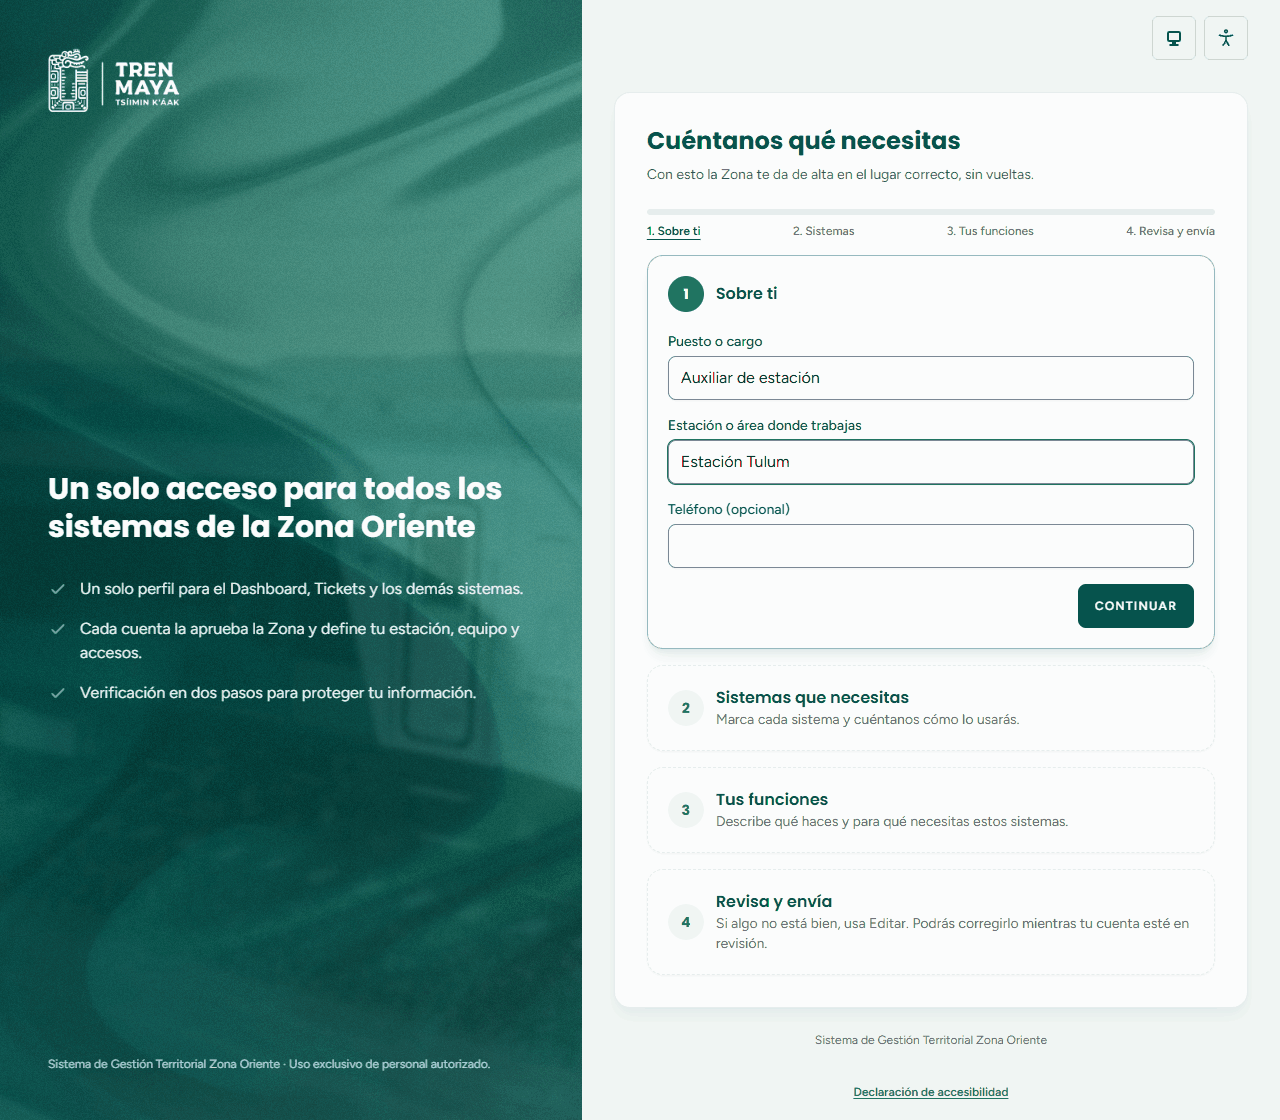 TREN
MAYA
TSÍIMIN K'ÁAK
Un solo acceso para todos los
sistemas de la Zona Oriente
Un solo perfil para el Dashboard, Tickets y los demás sistemas.
Cada cuenta la aprueba la Zona y define tu estación, equipo y
accesos.
Verificación en dos pasos para proteger tu información.
Sistema de Gestión Territorial Zona Oriente · Uso exclusivo de personal autorizado.
Cuéntanos qué necesitas
Con esto la Zona te da de alta en el lugar correcto, sin vueltas.
1. Sobre ti
2. Sistemas
3. Tus funciones
4. Revisa y envía
1
Sobre ti
Puesto o cargo
Auxiliar de estación
Estación o área donde trabajas
Estación Tulum
Teléfono (opcional)
CONTINUAR
2
Sistemas que necesitas
Marca cada sistema y cuéntanos cómo lo usarás.
3
Tus funciones
Describe qué haces y para qué necesitas estos sistemas.
4
Revisa y envía
Si algo no está bien, usa Editar. Podrás corregirlo mientras tu cuenta esté en
revisión.
Sistema de Gestión Territorial Zona Oriente
Declaración de accesibilidad